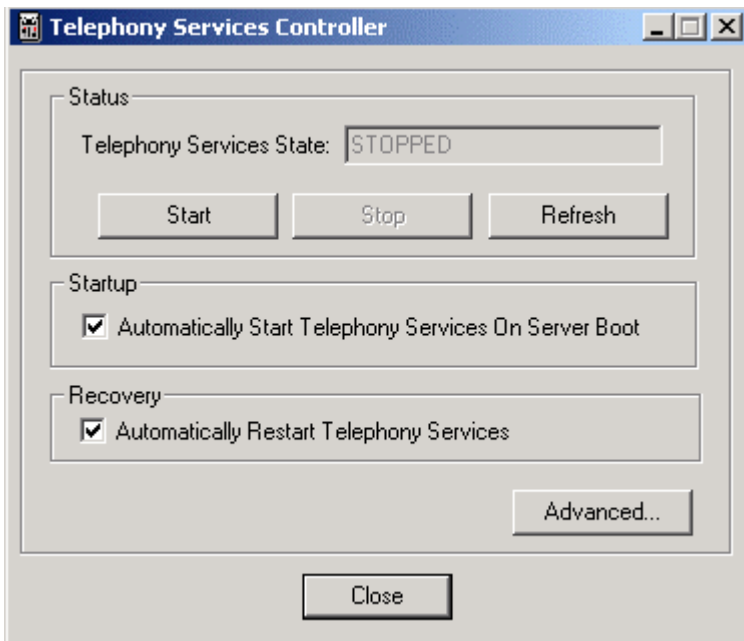 Telephony Services Controller
Status
Telephony Services State: STOPPED
Start Stop Refresh
Startup
Automatically Start Telephony Services On Server Boot
Recovery
Automatically Restart Telephony Services
Advanced...
Close